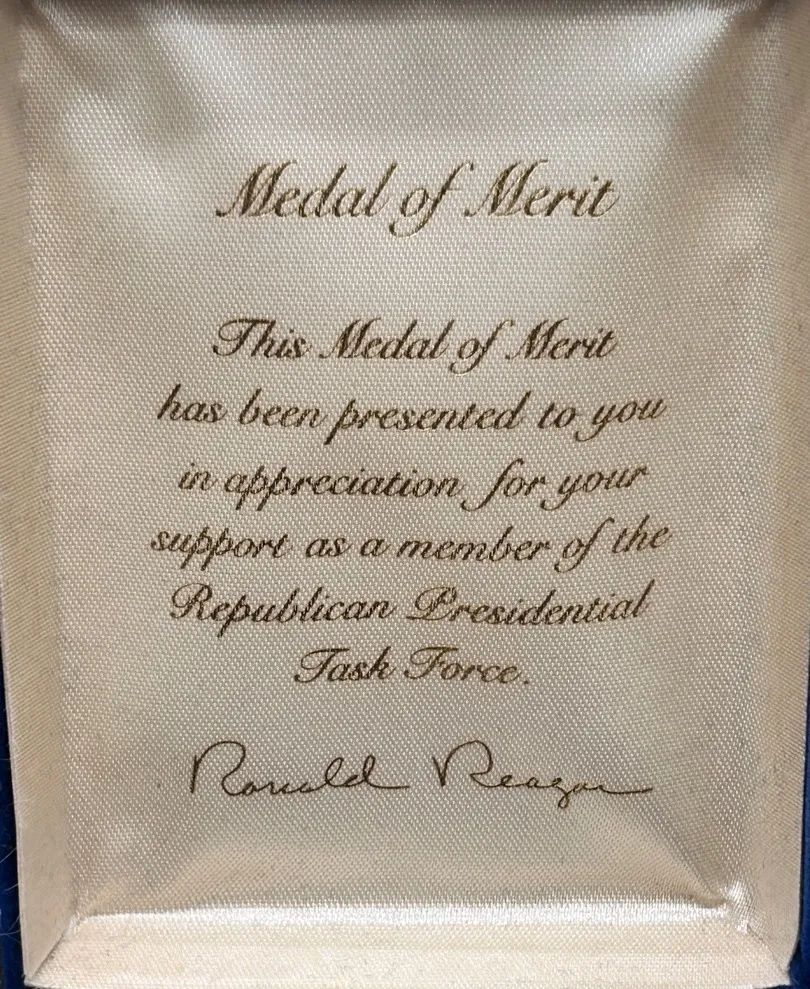 Medal of Merit
This Medal of Merit
has been presented to you
in appreciation for your
support as a member of the
Republican Presidential
Task Force.
Ronald Reagan